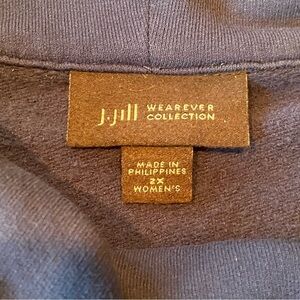 J.Jill WEAREVER
COLLECTION
MADE IN
PHILIPPINES
2X
WOMEN'S